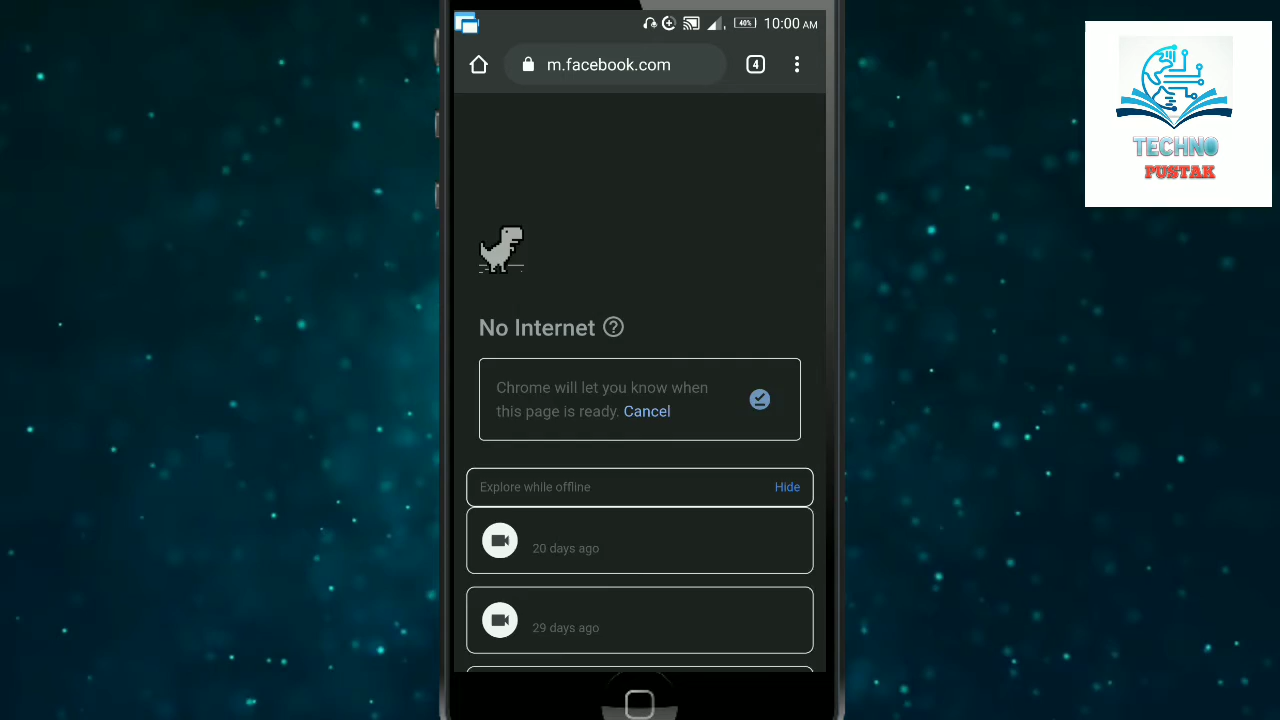 40%
10:00 AM
m.facebook.com
4
TECHNO
PUSTAK
No Internet ?
Chrome will let you know when
this page is ready. Cancel
Explore while offline
Hide
20 days ago
29 days ago